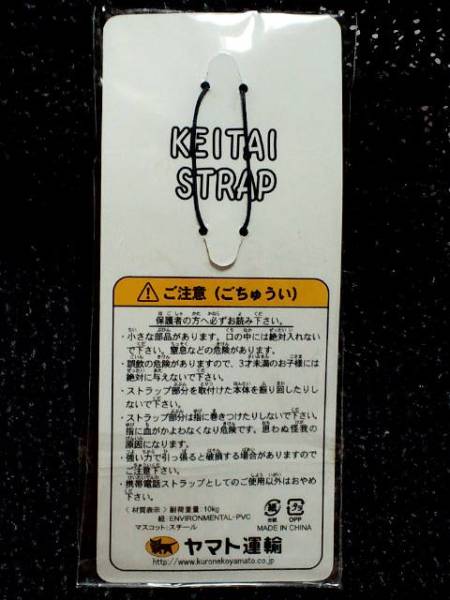 KEITAI
STRAP
ご注意（ごちゅうい）
保護者の方へ必ずお読み下さい。
・小さな部品があります。口の中には絶対入れない
で下さい。窒息などの危険があります。
・誤飲の危険がありますので、3才未満のお子様には
絶対に与えないで下さい。
・ストラップ部分を取付けた本体を振り回したりし
ないで下さい。
・ストラップ部分は指に巻きつけたりしないで下さい。
指に血がかよわなくなり危険です。思わぬ怪我の
原因になります。
・強い力で引っ張ると破損する場合がありますので
ご注意下さい。
・携帯電話ストラップとしてのご使用以外はおやめ
下さい。
〈材質表示〉耐荷重量:10kg
紐:ENVIRONMENTAL-PVC
マスコット:スチール
紙
台紙
プラ
OPP
MADE IN CHINA
ヤマト運輸
http://www.kuronekoyamato.co.jp